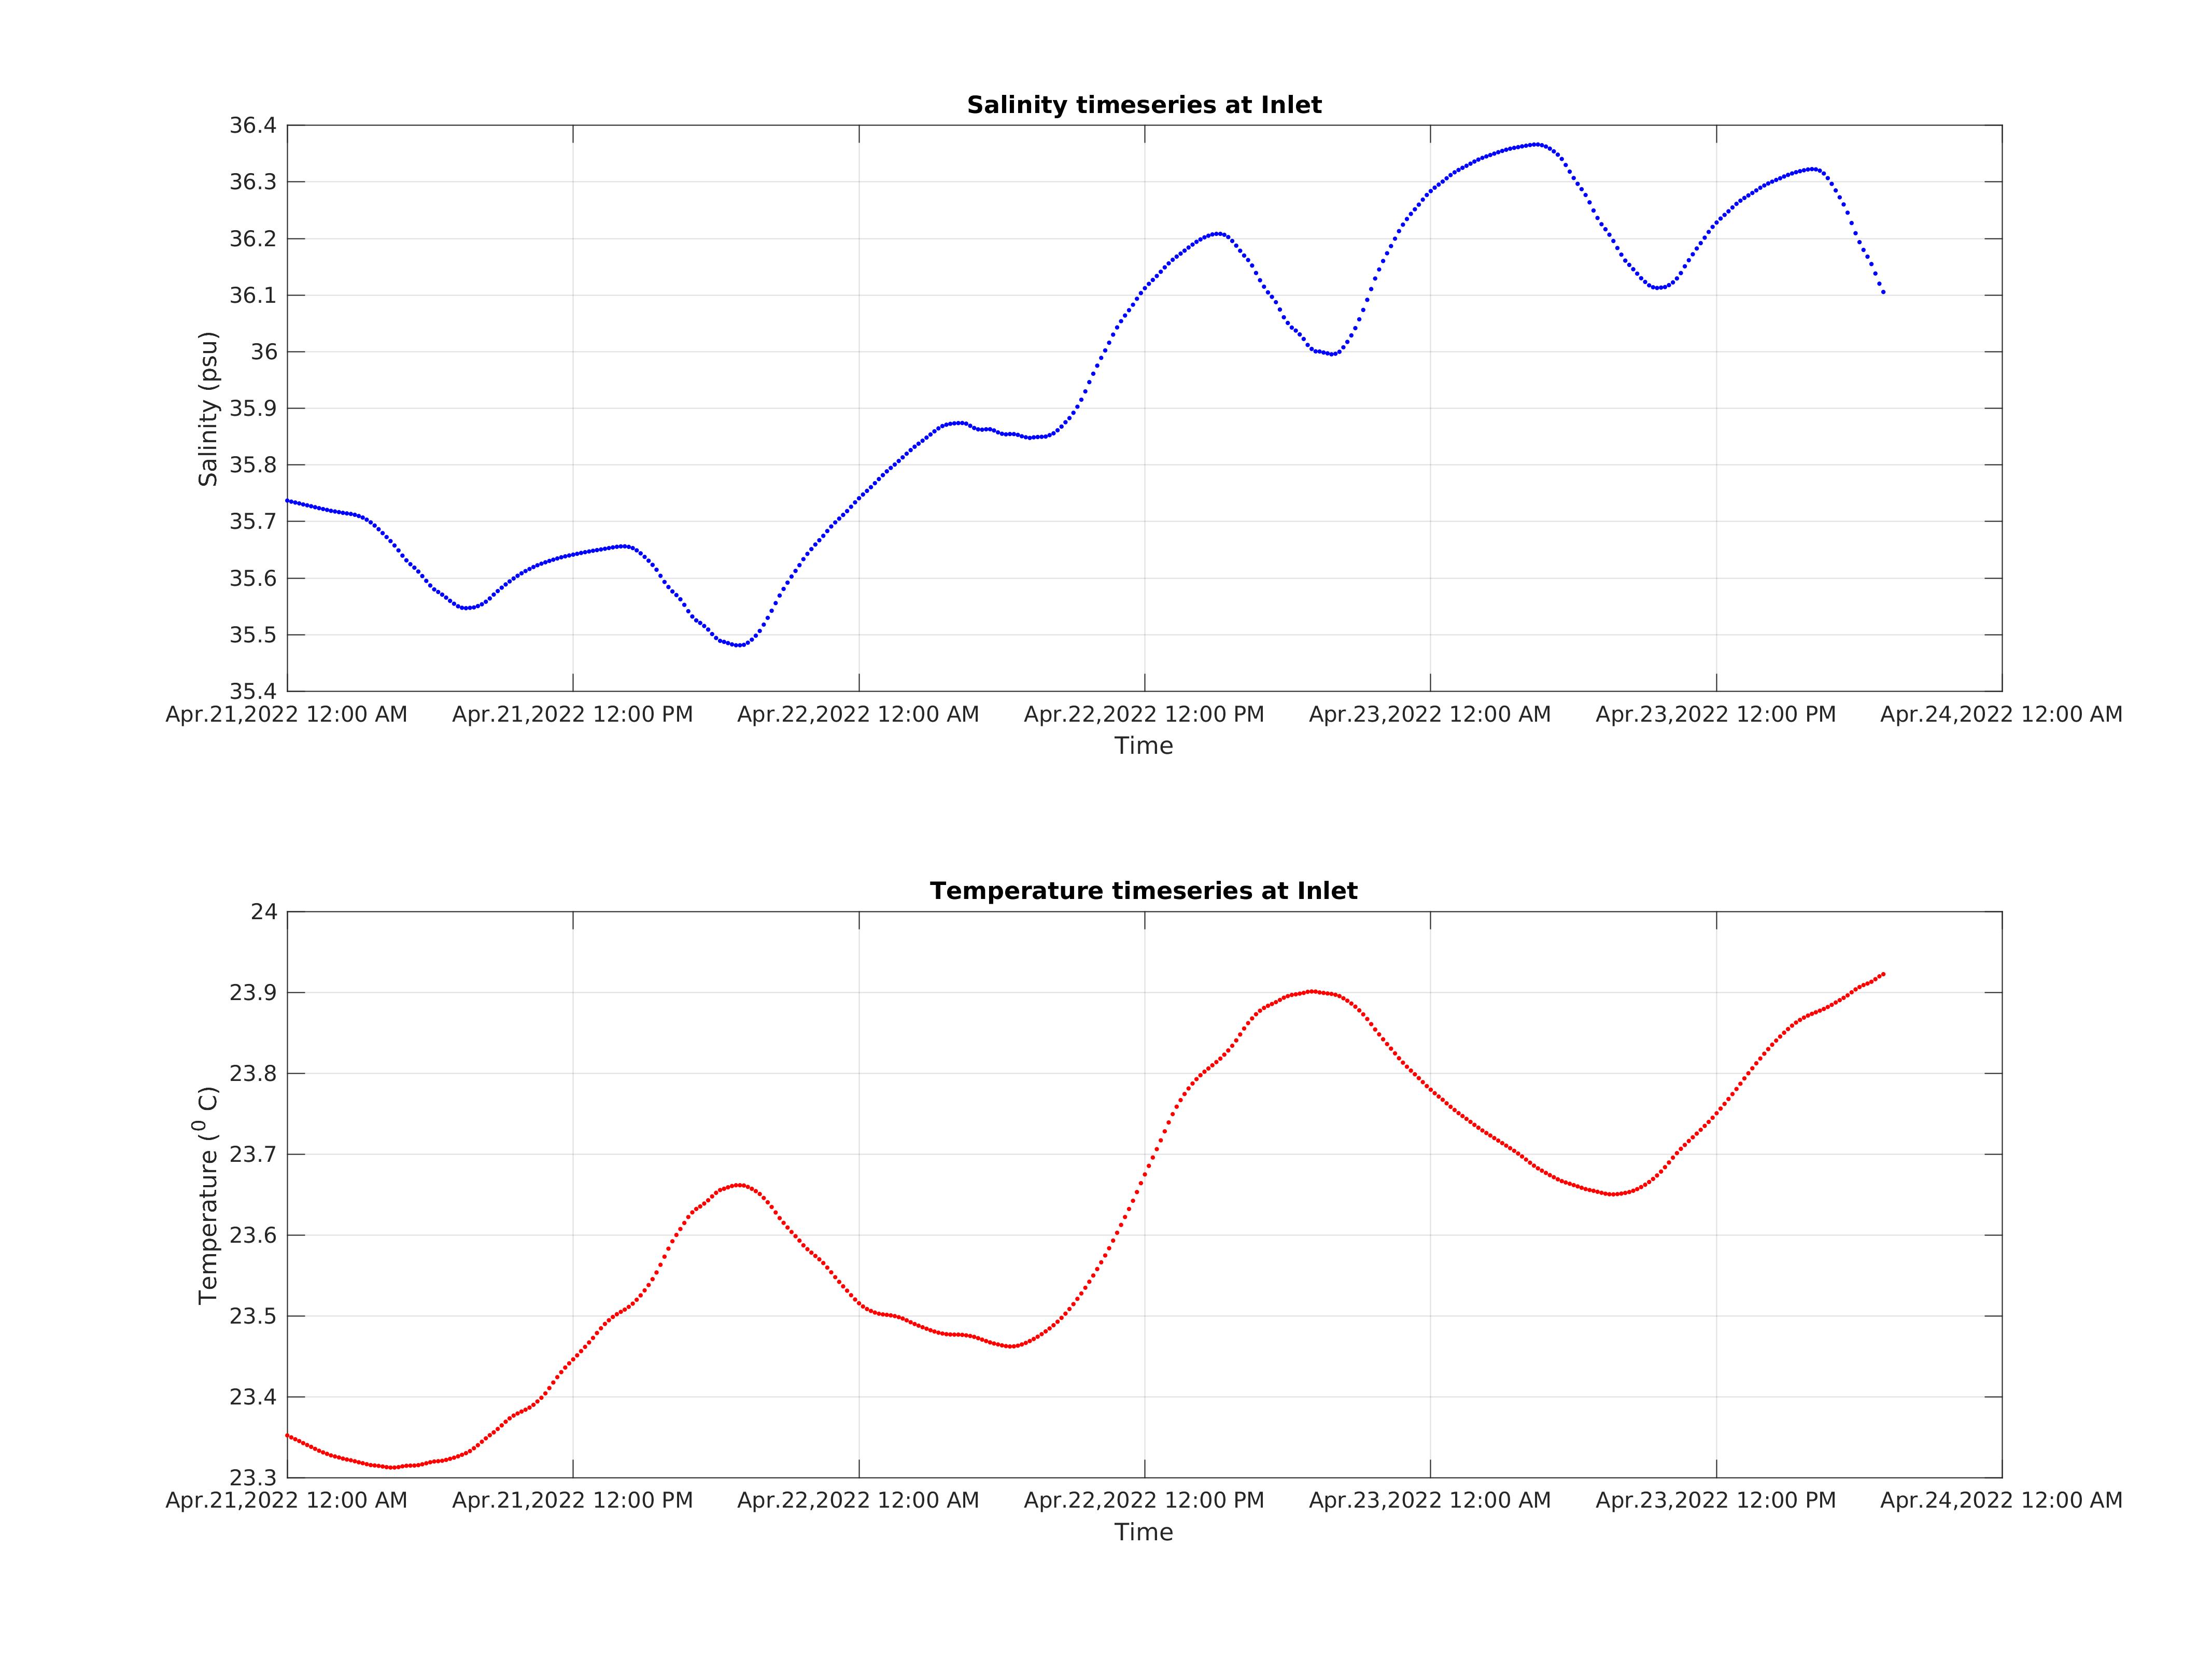 Salinity timeseries at Inlet
36.4
36.3
36.2
36.1
36
35.9
35.8
35.7
35.6
35.5
35.4
Salinity (psu)
Apr.21,2022 12:00 AM Apr.21,2022 12:00 PM Apr.22,2022 12:00 AM Apr.22,2022 12:00 PM Apr.23,2022 12:00 AM Apr.23,2022 12:00 PM Apr.24,2022 12:00 AM
Time
Temperature timeseries at Inlet
24
23.9
23.8
23.7
23.6
23.5
23.4
23.3
Temperature (⁰ C)
Apr.21,2022 12:00 AM Apr.21,2022 12:00 PM Apr.22,2022 12:00 AM Apr.22,2022 12:00 PM Apr.23,2022 12:00 AM Apr.23,2022 12:00 PM Apr.24,2022 12:00 AM
Time